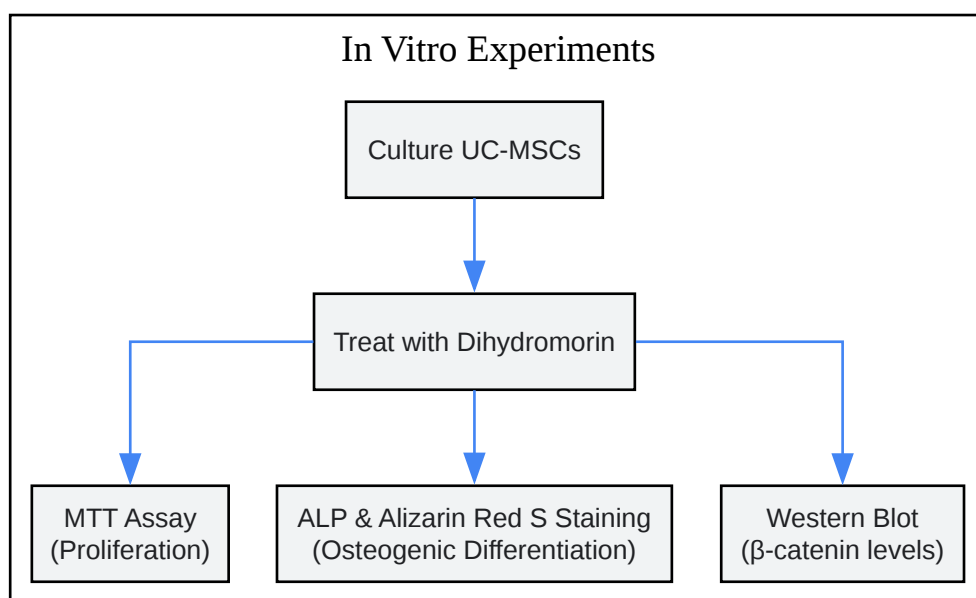 In Vitro Experiments
Culture UC-MSCs
Treat with Dihydromorin
MTT Assay
(Proliferation)
ALP & Alizarin Red S Staining
(Osteogenic Differentiation)
Western Blot
(β-catenin levels)